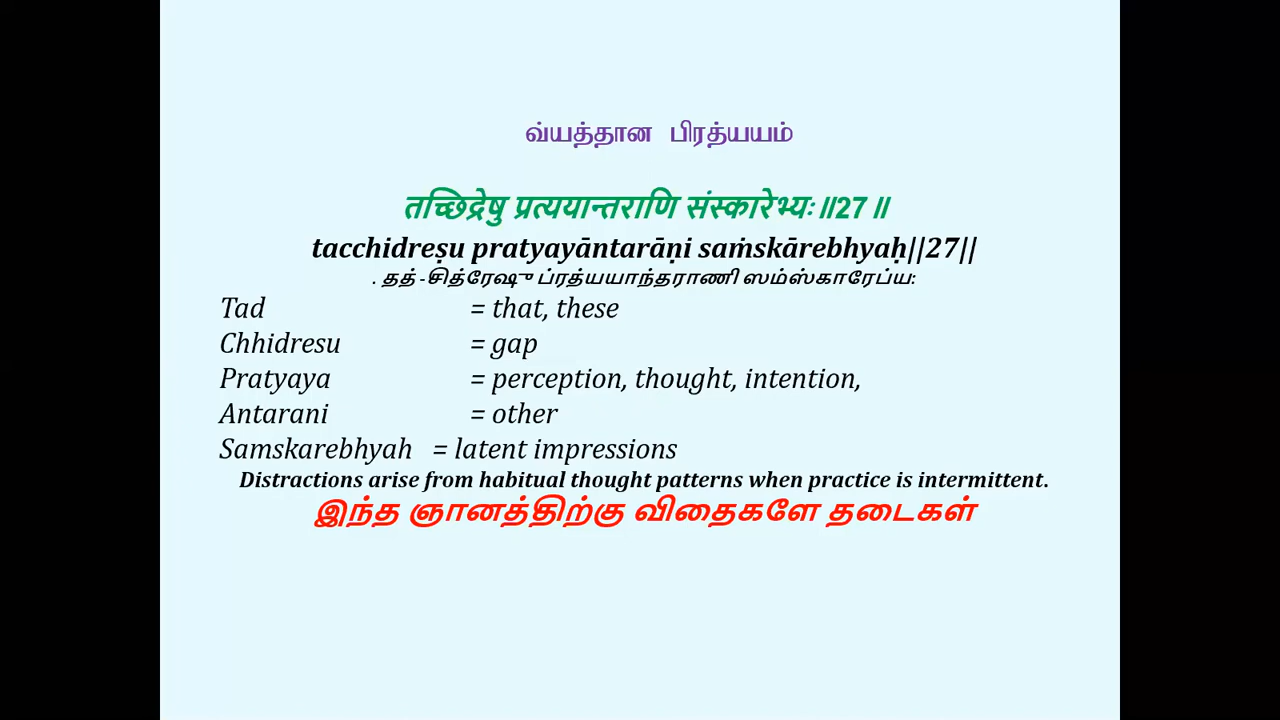 வ்யத்தான பிரத்யயம்
तच्छिद्रेषु प्रत्ययान्तराणि संस्कारेभ्यः॥27॥
tacchidreṣu pratyayāntarāṇi saṁskārebhyaḥ||27||
. தத் -சித்ரேஷு ப்ரத்யயாந்தராணி ஸம்ஸ்காரேப்ய:
Tad = that, these
Chhidresu = gap
Pratyaya = perception, thought, intention,
Antarani = other
Samskarebhyah = latent impressions
Distractions arise from habitual thought patterns when practice is intermittent.
இந்த ஞானத்திற்கு விதைகளே தடைகள்